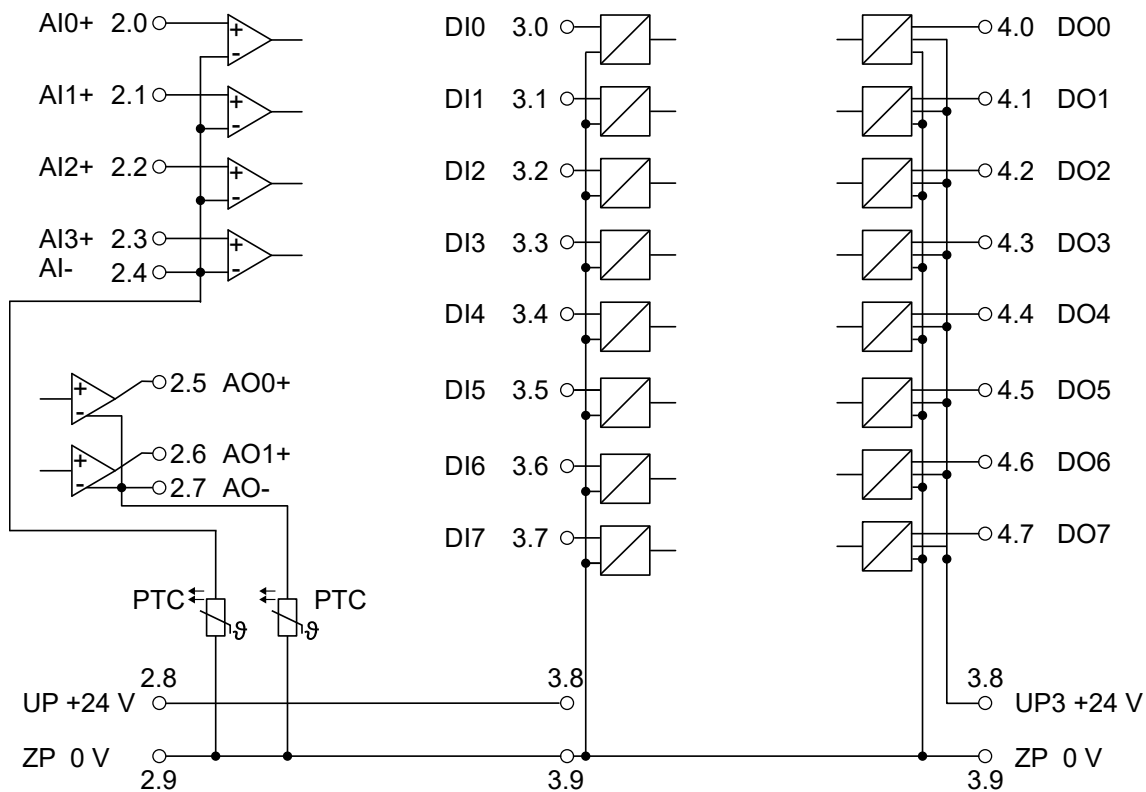 AI0+ 2.0
+
-
AI1+ 2.1
+
-
AI2+ 2.2
+
-
AI3+ 2.3
+
AI- 2.4
-
+
2.5 AO0+
-
+
2.6 AO1+
-
2.7 AO-
PTC
ϑ
PTC
ϑ
DI0 3.0
DI1 3.1
DI2 3.2
DI3 3.3
DI4 3.4
DI5 3.5
DI6 3.6
DI7 3.7
4.0 DO0
4.1 DO1
4.2 DO2
4.3 DO3
4.4 DO4
4.5 DO5
4.6 DO6
4.7 DO7
2.8
3.8
3.8
UP +24 V
UP3 +24 V
ZP 0 V
ZP 0 V
2.9
3.9
3.9